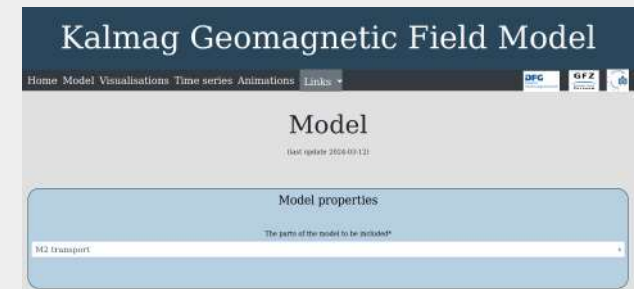 Kalmag Geomagnetic Field Model
Home Model Visualisations Time series Animations Links
DFG
GFZ
Model
(last update 2024-03-12)
Model properties
The parts of the model to be included*
M2 transport